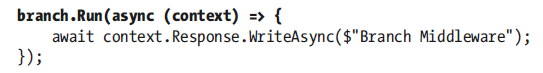 branch.Run(async (context) => {
    await context.Response.WriteAsync($"Branch Middleware");
});